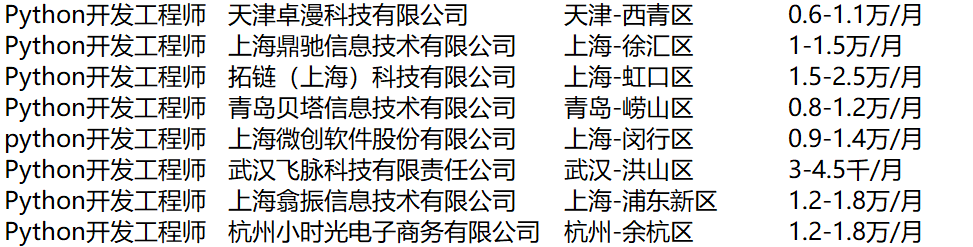 Python开发工程师 天津卓漫科技有限公司 天津-西青区 0.6-1.1万/月
Python开发工程师 上海鼎驰信息技术有限公司 上海-徐汇区 1-1.5万/月
Python开发工程师 拓链（上海）科技有限公司 上海-虹口区 1.5-2.5万/月
Python开发工程师 青岛贝塔信息技术有限公司 青岛-崂山区 0.8-1.2万/月
python开发工程师 上海微创软件股份有限公司 上海-闵行区 0.9-1.4万/月
Python开发工程师 武汉飞脉科技有限责任公司 武汉-洪山区 3-4.5千/月
Python开发工程师 上海翕振信息技术有限公司 上海-浦东新区 1.2-1.8万/月
Python开发工程师 杭州小时光电子商务有限公司 杭州-余杭区 1.2-1.8万/月